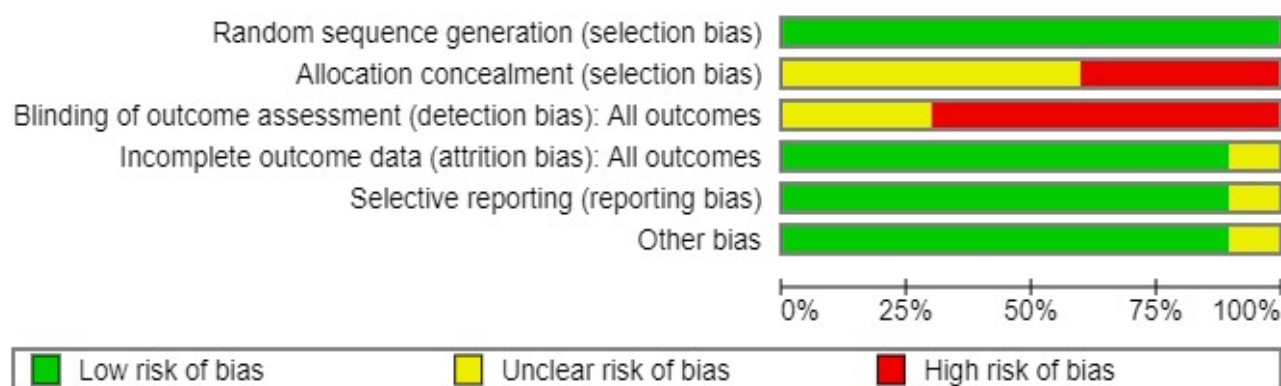 Random sequence generation (selection bias)
Allocation concealment (selection bias)
Blinding of outcome assessment (detection bias): All outcomes
Incomplete outcome data (attrition bias): All outcomes
Selective reporting (reporting bias)
Other bias
0% 25% 50% 75% 100%
Low risk of bias Unclear risk of bias High risk of bias